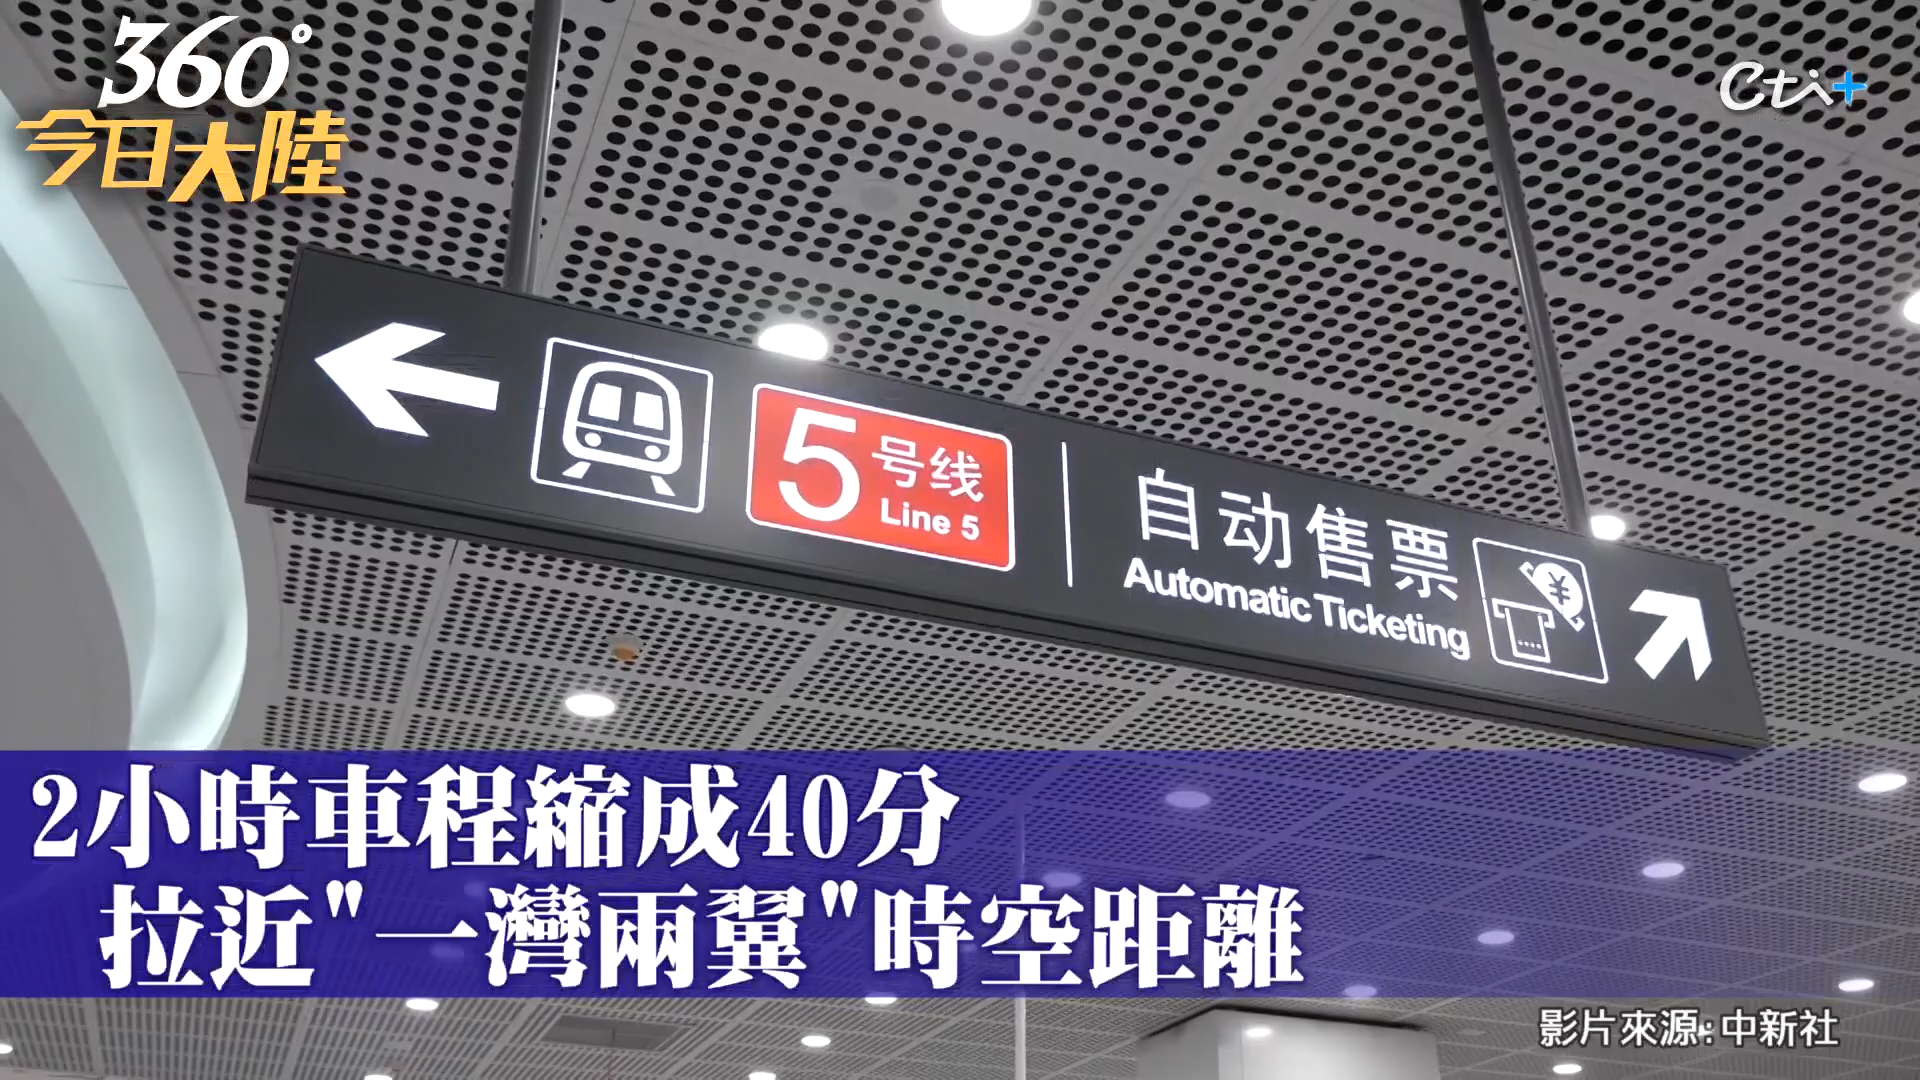 360°
今日大陸
Cti+
5号线
Line 5
自动售票
Automatic Ticketing
¥
2小時車程縮成40分
拉近"一灣兩翼"時空距離
影片來源:中新社